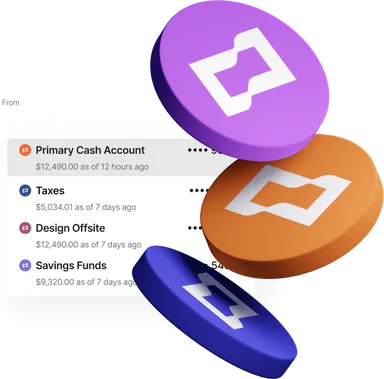 From
Primary Cash Account ••••
$12,490.00 as of 12 hours ago
Taxes ••••
$5,034.01 as of 7 days ago
Design Offsite ••••
$12,490.00 as of 7 days ago
Savings Funds
$9,320.00 as of 7 days ago